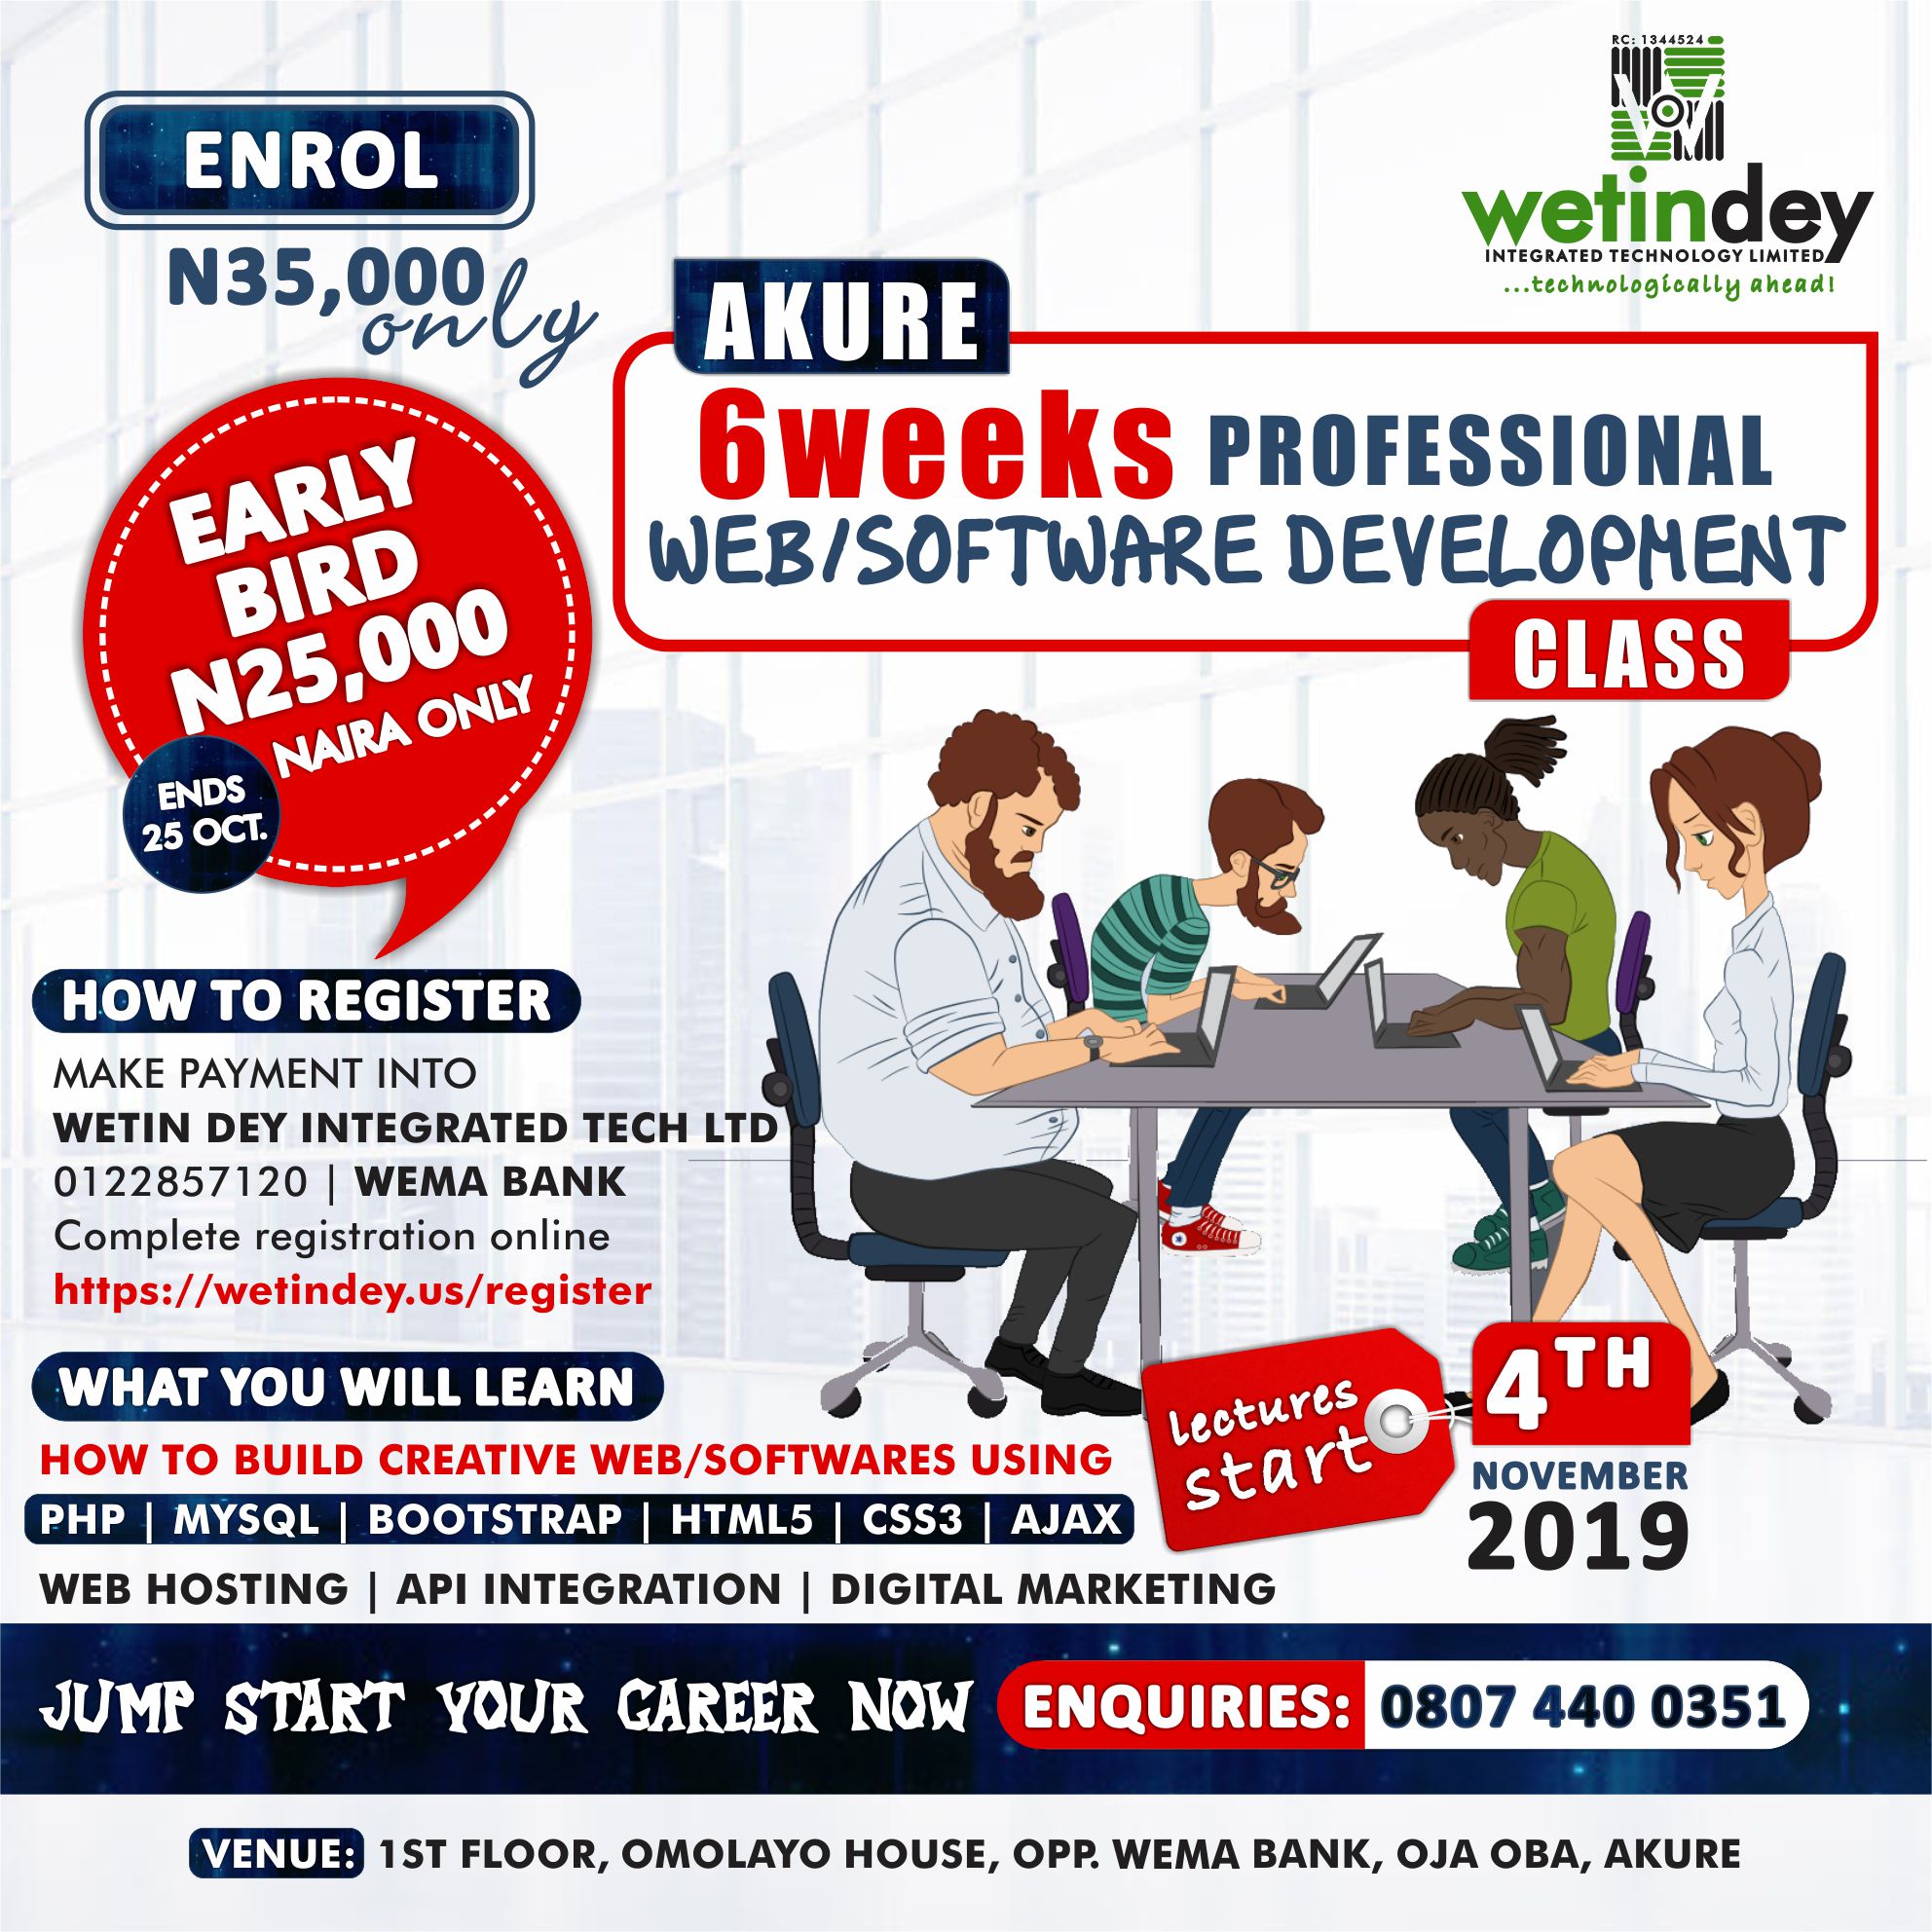 RC: 1344524
wetindey
INTEGRATED TECHNOLOGY LIMITED
...technologically ahead!
ENROL
N35,000
only
AKURE
6weeks PROFESSIONAL
WEB/SOFTWARE DEVELOPMENT
CLASS
EARLY
BIRD
N25,000
NAIRA ONLY
ENDS
25 OCT.
HOW TO REGISTER
MAKE PAYMENT INTO
WETIN DEY INTEGRATED TECH LTD
0122857120 | WEMA BANK
Complete registration online
https://wetindey.us/register
WHAT YOU WILL LEARN
HOW TO BUILD CREATIVE WEB/SOFTWARES USING
PHP | MYSQL | BOOTSTRAP | HTML5 | CSS3 | AJAX
WEB HOSTING | API INTEGRATION | DIGITAL MARKETING
lectures
start
4TH
NOVEMBER
2019
JUMP START YOUR CAREER NOW
ENQUIRIES: 0807 440 0351
VENUE: 1ST FLOOR, OMOLAYO HOUSE, OPP. WEMA BANK, OJA OBA, AKURE